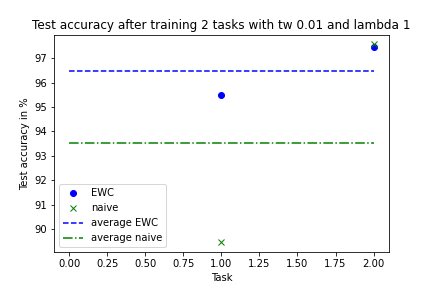 Test accuracy after training 2 tasks with tw 0.01 and lambda 1
Test accuracy in %
97
96
95
94
93
92
91
90
EWC
naive
average EWC
average naive
0.00 0.25 0.50 0.75 1.00 1.25 1.50 1.75 2.00
Task